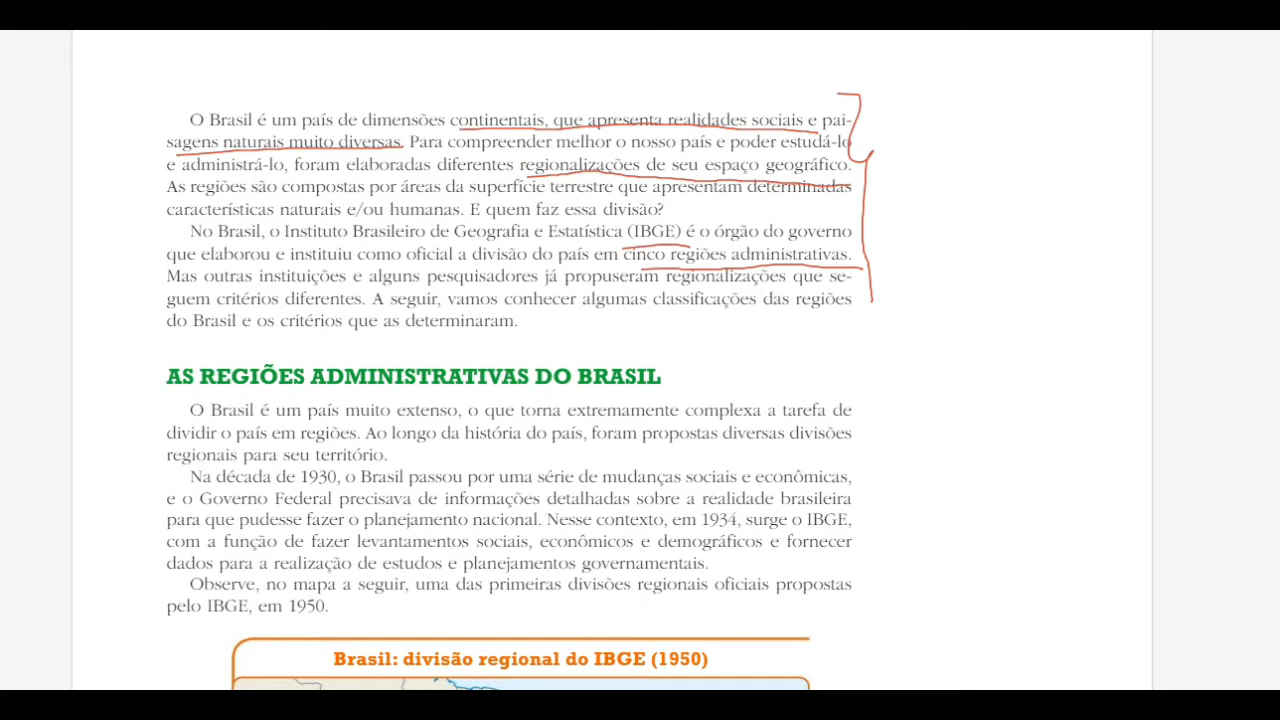 O Brasil é um país de dimensões continentais, que apresenta realidades sociais e pai-
sagens naturais muito diversas. Para compreender melhor o nosso país e poder estudá-lo
e administrá-lo, foram elaboradas diferentes regionalizações de seu espaço geográfico.
As regiões são compostas por áreas da superfície terrestre que apresentam determinadas
características naturais e/ou humanas. E quem faz essa divisão?
No Brasil, o Instituto Brasileiro de Geografia e Estatística (IBGE) é o órgão do governo
que elaborou e instituiu como oficial a divisão do país em cinco regiões administrativas.
Mas outras instituições e alguns pesquisadores já propuseram regionalizações que se-
guem critérios diferentes. A seguir, vamos conhecer algumas classificações das regiões
do Brasil e os critérios que as determinaram.
AS REGIÕES ADMINISTRATIVAS DO BRASIL
O Brasil é um país muito extenso, o que torna extremamente complexa a tarefa de
dividir o país em regiões. Ao longo da história do país, foram propostas diversas divisões
regionais para seu território.
Na década de 1930, o Brasil passou por uma série de mudanças sociais e econômicas,
e o Governo Federal precisava de informações detalhadas sobre a realidade brasileira
para que pudesse fazer o planejamento nacional. Nesse contexto, em 1934, surge o IBGE,
com a função de fazer levantamentos sociais, econômicos e demográficos e fornecer
dados para a realização de estudos e planejamentos governamentais.
Observe, no mapa a seguir, uma das primeiras divisões regionais oficiais propostas
pelo IBGE, em 1950.
Brasil: divisão regional do IBGE (1950)